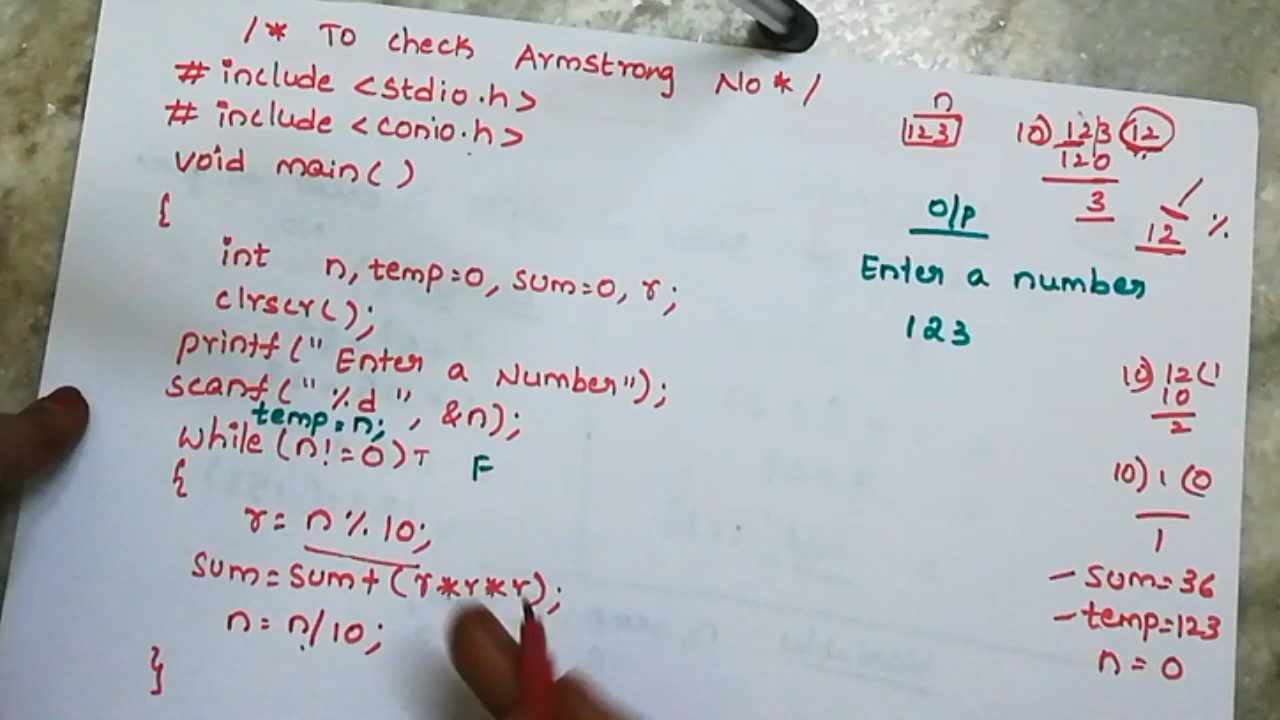 /* To check Armstrong No */
# include <stdio.h>
# include <conio.h>
void main()
{
int n, temp=0, sum=0, r;
clrscr();
printf(" Enter a Number");
scanf(" %d ", &n);
temp=n;
while (n!=0) T F
{
r= n % 10;
sum=sum+(r*r*r);
n= n/10;
}
n
123
10) 123 (12
120
3
/
12 %
O/P
Enter a number
123
10) 12 (1
10
2
10) 1 (0
1
- sum=36
- temp=123
n=0